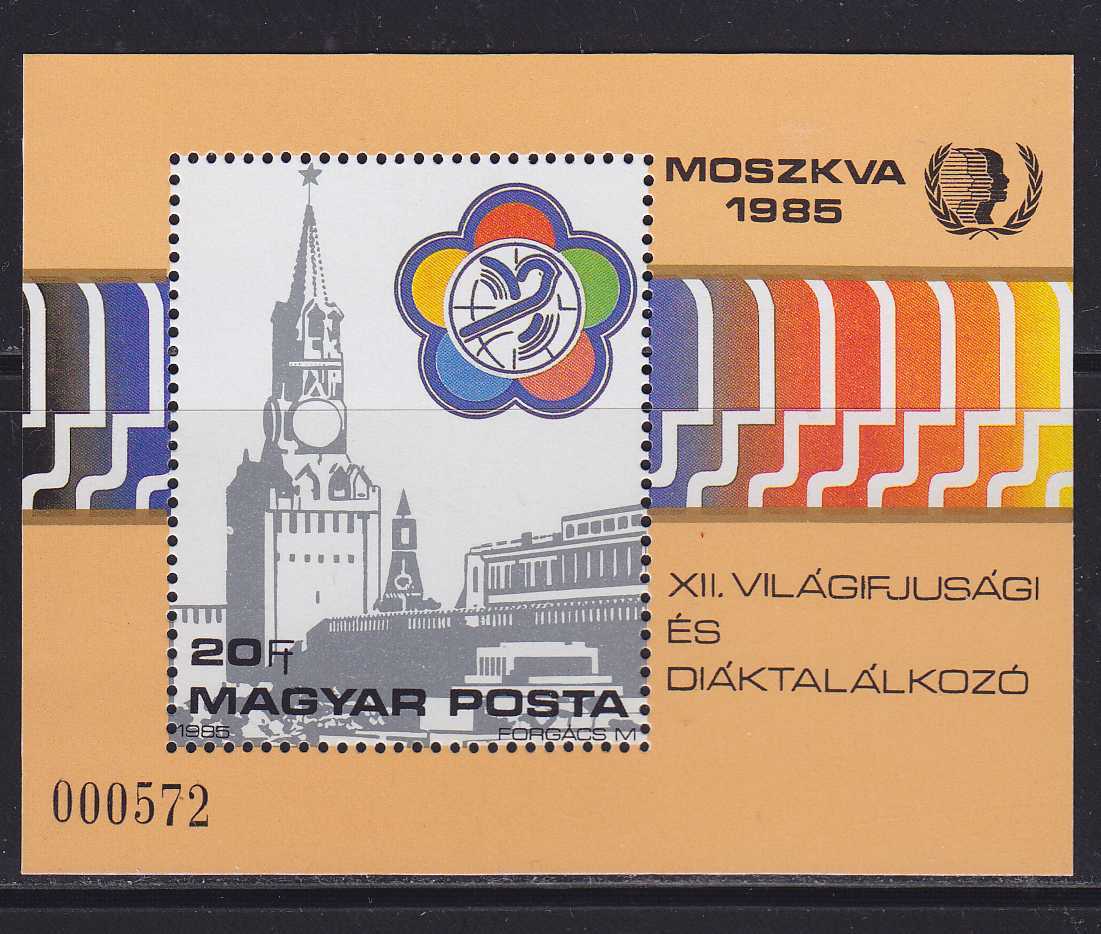 MOSZKVA
1985
XII. VILÁGIFJUSÁGI
ÉS
DIÁKTALÁLKOZÓ
20Ft
MAGYAR POSTA
1985 FORGÁCS M
000572